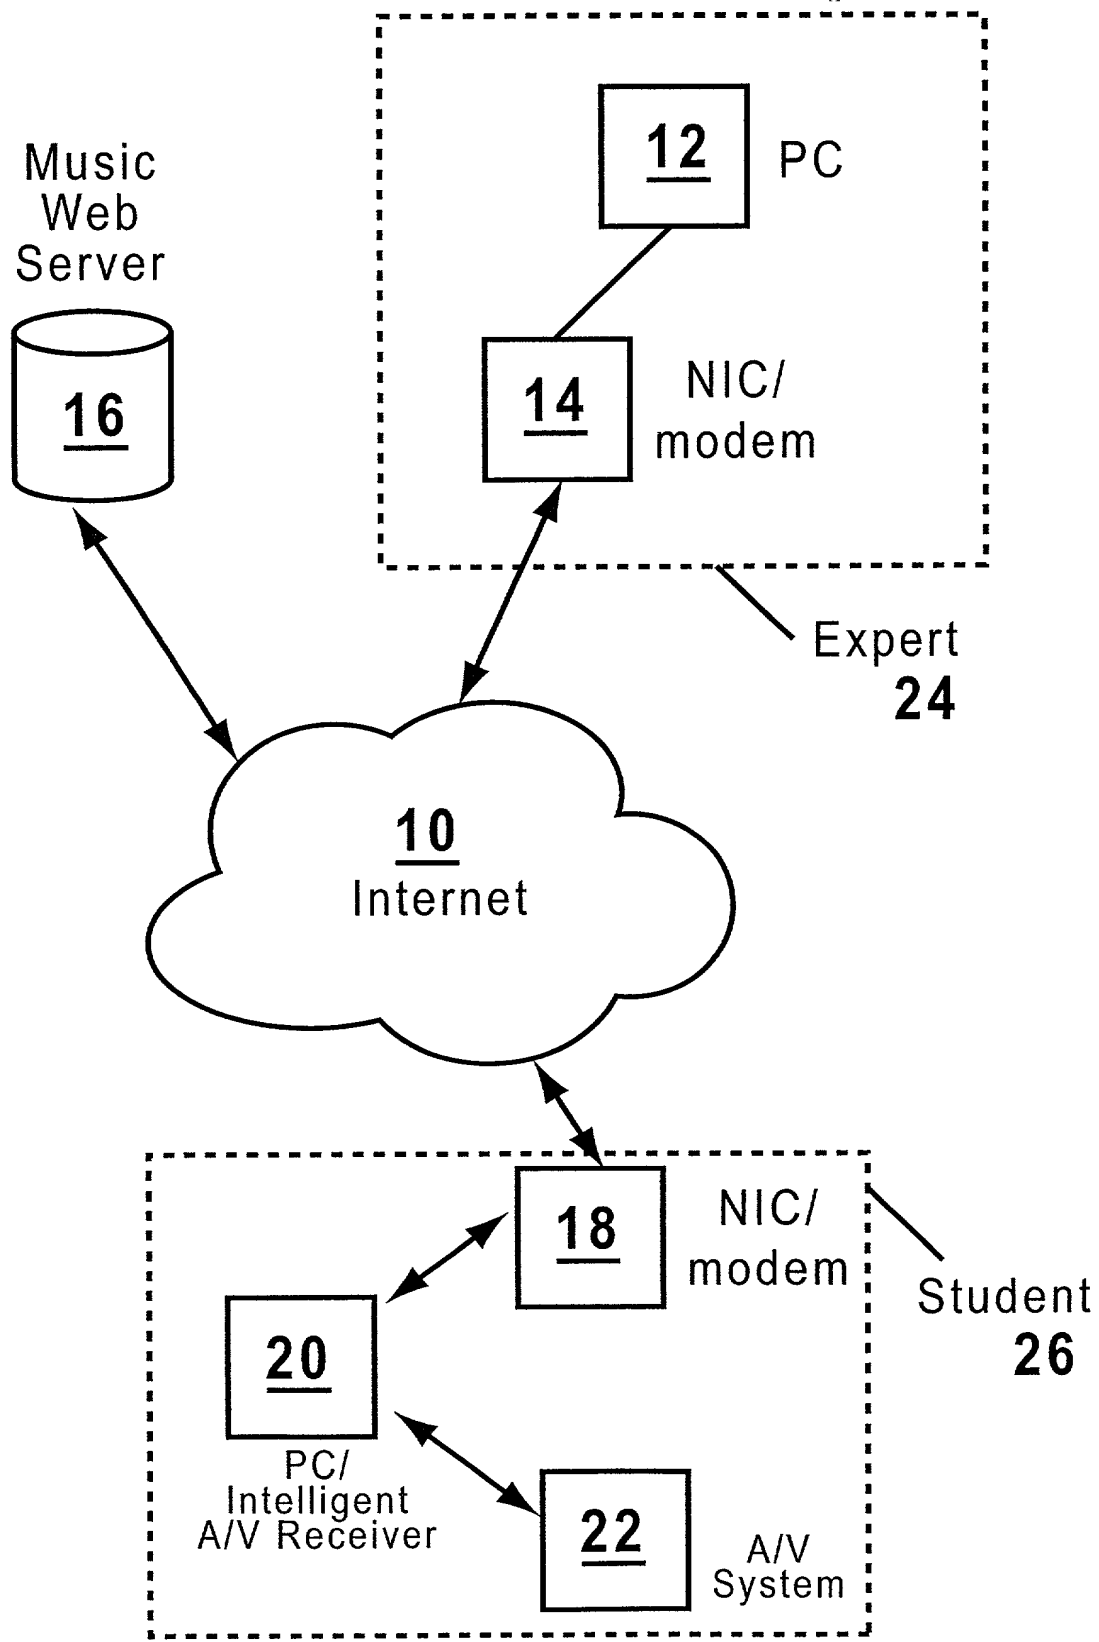 12
PC
Music
Web
Server
16
14
NIC/
modem
Expert
24
10
Internet
18
NIC/
modem
Student
26
20
PC/
Intelligent
A/V Receiver
22
A/V
System